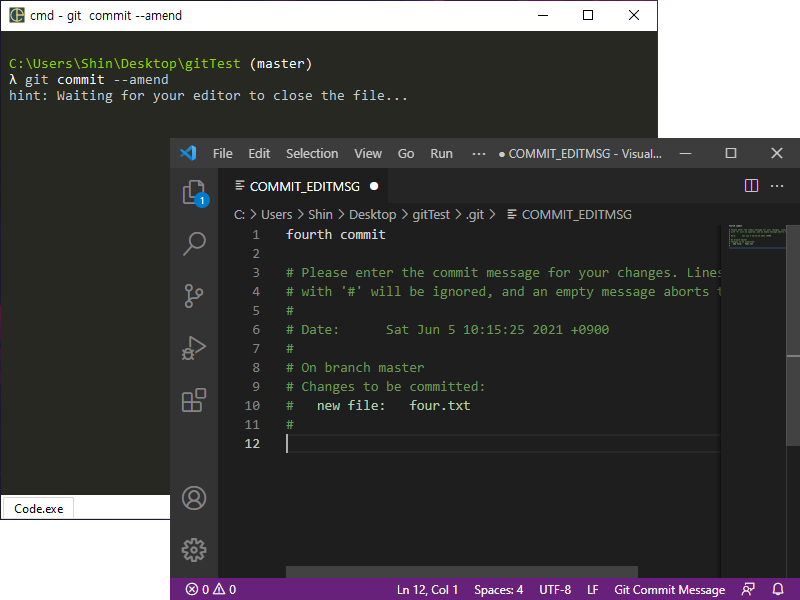 cmd - git  commit --amend
C:\Users\Shin\Desktop\gitTest (master)
λ git commit --amend
hint: Waiting for your editor to close the file...
File Edit Selection View Go Run ··· ● COMMIT_EDITMSG - Visual...
COMMIT_EDITMSG ●
1
C: > Users > Shin > Desktop > gitTest > .git > COMMIT_EDITMSG
1 fourth commit
2
3 # Please enter the commit message for your changes. Lines
4 # with '#' will be ignored, and an empty message aborts t
5 #
6 # Date:      Sat Jun 5 10:15:25 2021 +0900
7 #
8 # On branch master
9 # Changes to be committed:
10 #   new file:   four.txt
11 #
12
Code.exe
0 0 Ln 12, Col 1 Spaces: 4 UTF-8 LF Git Commit Message